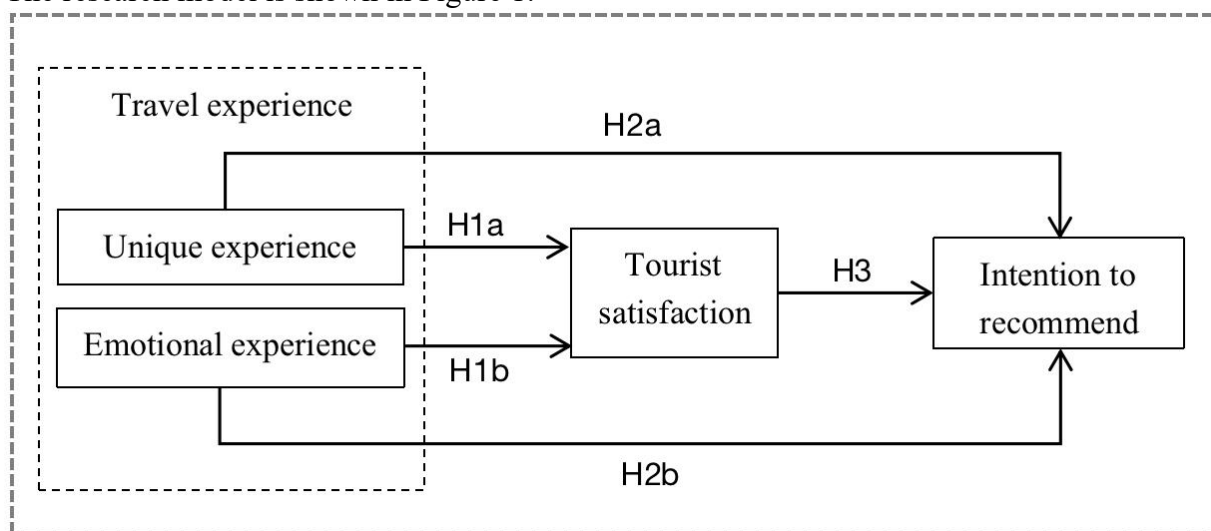 The research model is shown in Figure 1.
Travel experience
H2a
Unique experience
H1a
Tourist
satisfaction
H3
Intention to
recommend
Emotional experience
H1b
H2b